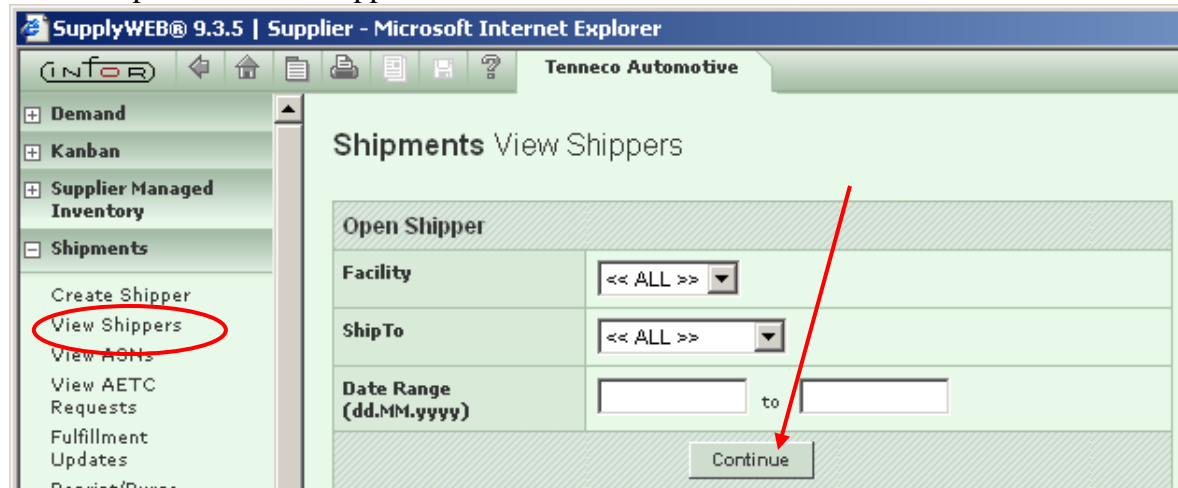 SupplyWEB® 9.3.5 | Supplier - Microsoft Internet Explorer
infor
Tenneco Automotive
Demand
Kanban
Supplier Managed
Inventory
Shipments
Create Shipper
View Shippers
View ASNs
View AETC
Requests
Fulfillment
Updates
Shipments View Shippers
Open Shipper
Facility
<< ALL >>
ShipTo
<< ALL >>
Date Range
(dd.MM.yyyy)
to
Continue